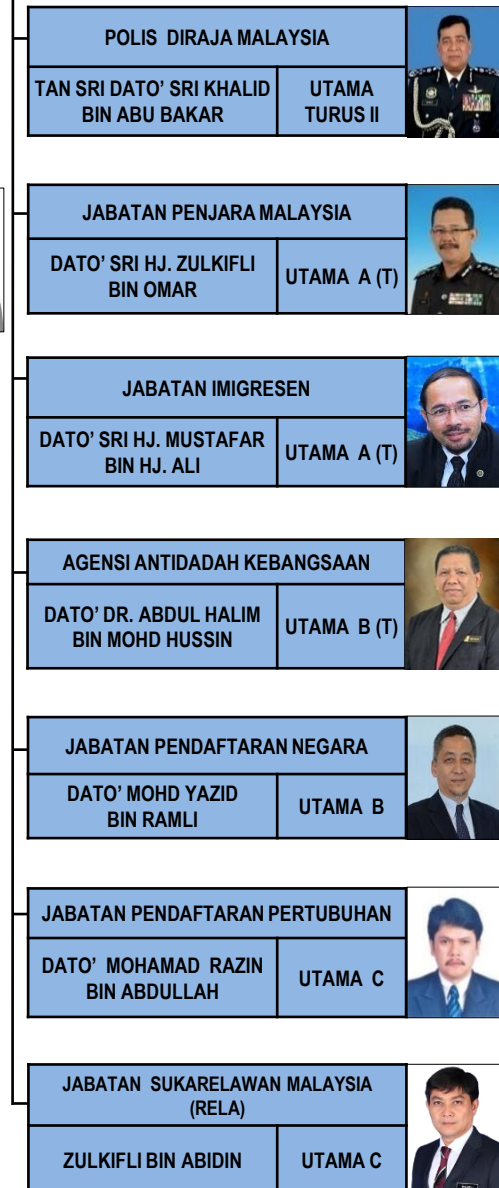 POLIS DIRAJA MALAYSIA
TAN SRI DATO' SRI KHALID
BIN ABU BAKAR
UTAMA
TURUS II
JABATAN PENJARA MALAYSIA
DATO' SRI HJ. ZULKIFLI
BIN OMAR
UTAMA A (T)
JABATAN IMIGRESEN
DATO' SRI HJ. MUSTAFAR
BIN HJ. ALI
UTAMA A (T)
AGENSI ANTIDADAH KEBANGSAAN
DATO' DR. ABDUL HALIM
BIN MOHD HUSSIN
UTAMA B (T)
JABATAN PENDAFTARAN NEGARA
DATO' MOHD YAZID
BIN RAMLI
UTAMA B
JABATAN PENDAFTARAN PERTUBUHAN
DATO' MOHAMAD RAZIN
BIN ABDULLAH
UTAMA C
JABATAN SUKARELAWAN MALAYSIA
(RELA)
ZULKIFLI BIN ABIDIN
UTAMA C